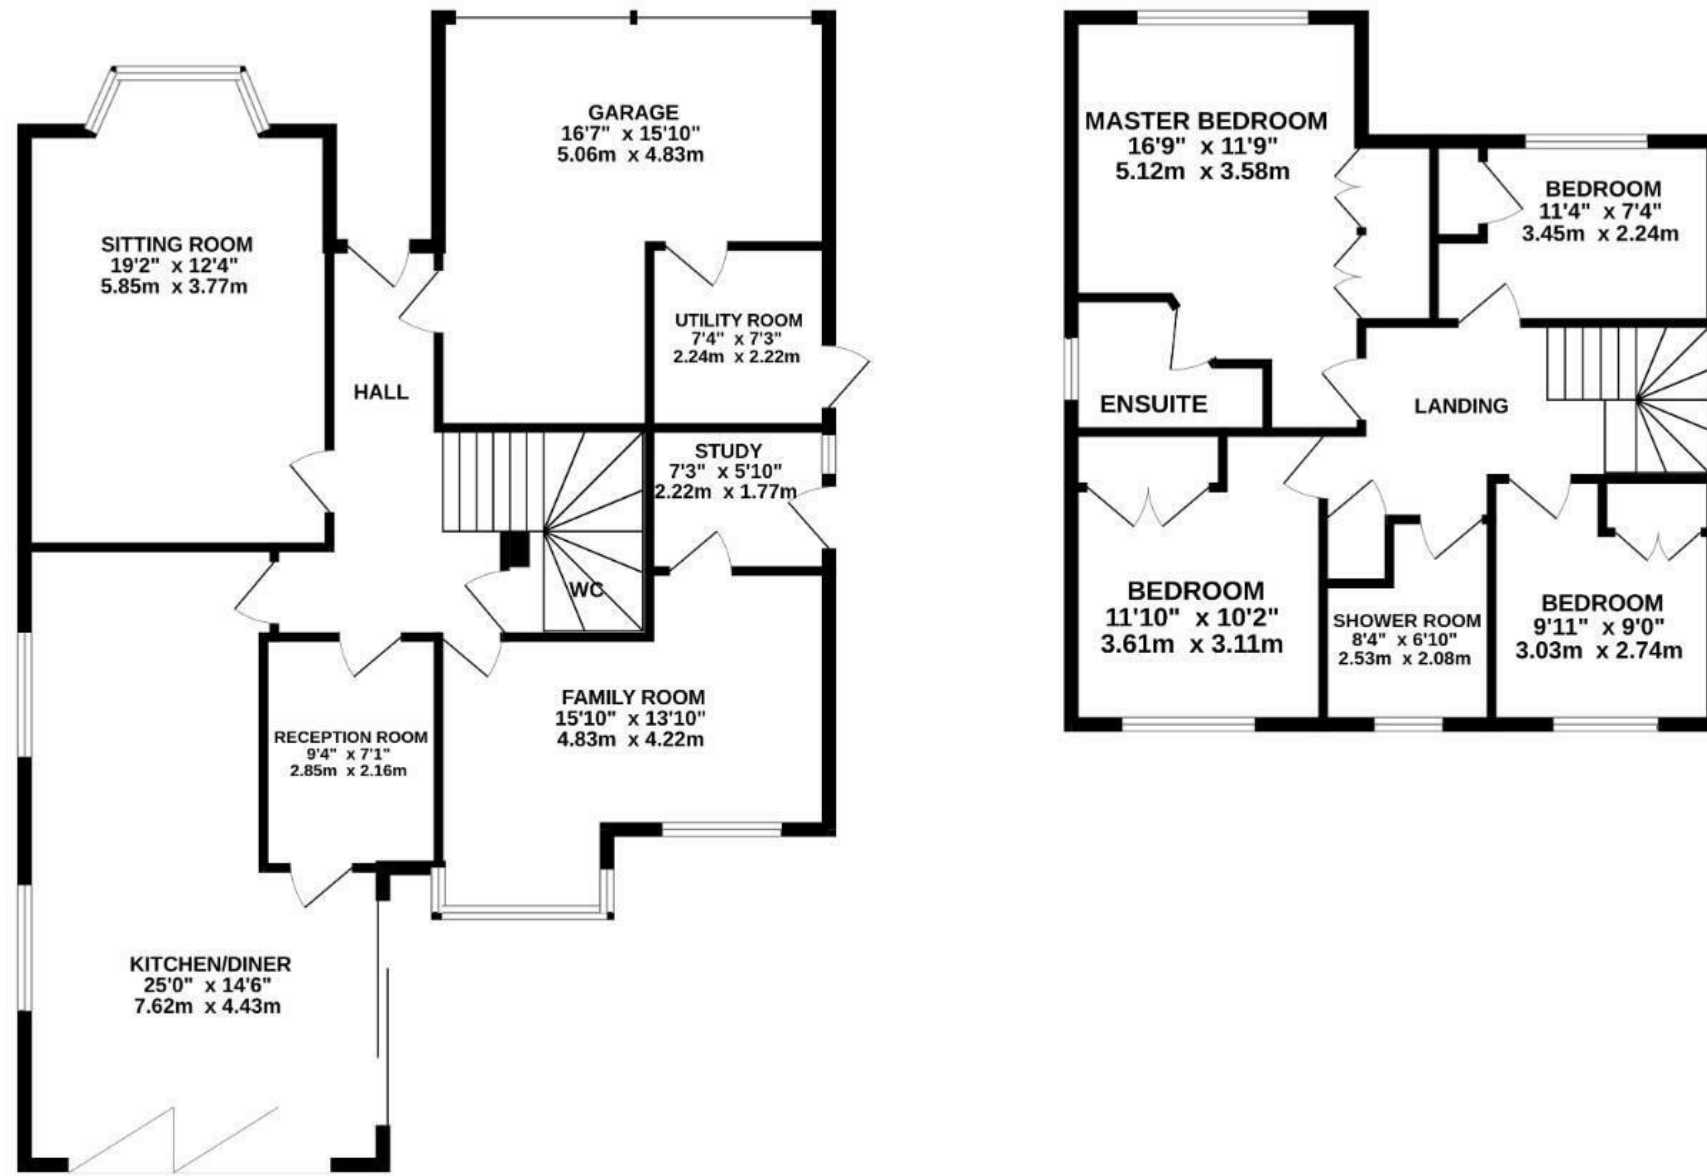 GARAGE
16'7" x 15'10"
5.06m x 4.83m
SITTING ROOM
19'2" x 12'4"
5.85m x 3.77m
UTILITY ROOM
7'4" x 7'3"
2.24m x 2.22m
HALL
STUDY
7'3" x 5'10"
2.22m x 1.77m
WC
FAMILY ROOM
15'10" x 13'10"
4.83m x 4.22m
RECEPTION ROOM
9'4" x 7'1"
2.85m x 2.16m
KITCHEN/DINER
25'0" x 14'6"
7.62m x 4.43m
MASTER BEDROOM
16'9" x 11'9"
5.12m x 3.58m
BEDROOM
11'4" x 7'4"
3.45m x 2.24m
ENSUITE
LANDING
BEDROOM
11'10" x 10'2"
3.61m x 3.11m
SHOWER ROOM
8'4" x 6'10"
2.53m x 2.08m
BEDROOM
9'11" x 9'0"
3.03m x 2.74m